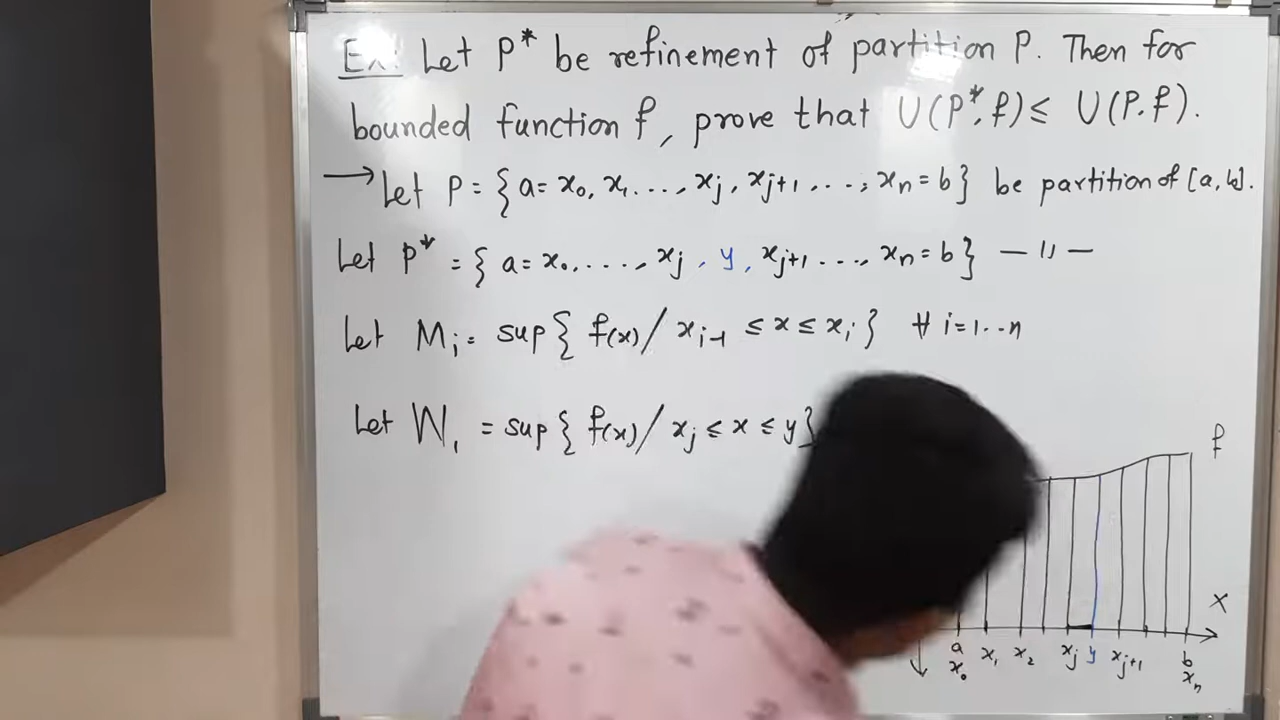 Ex: Let P* be refinement of partition P. Then for
bounded function f, prove that U(P*, f) ≤ U(P, f).
→ Let P = { a = x₀, x₁ ..., xⱼ, xⱼ₊₁, ..., xₙ = b } be partition of [a, b].
Let P* = { a = x₀, ..., xⱼ, y, xⱼ₊₁ ..., xₙ = b } — 〃 —
Let Mᵢ = sup { f(x) / xᵢ₋₁ ≤ x ≤ xᵢ } ∀ i = 1..n
Let W₁ = sup { f(x) / xⱼ ≤ x ≤ y }
f
x
a x₁ x₂ xⱼ y xⱼ₊₁ b
x₀ xₙ